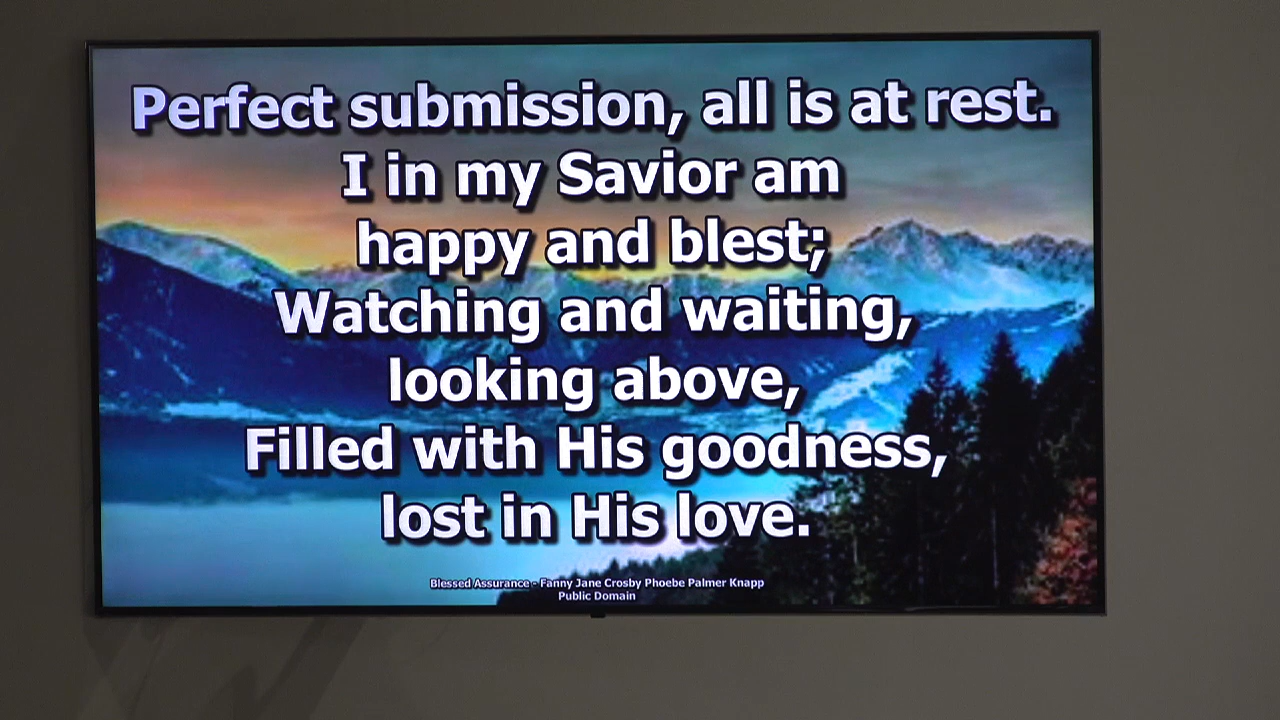 Perfect submission, all is at rest.
I in my Savior am
happy and blest;
Watching and waiting,
looking above,
Filled with His goodness,
lost in His love.
Blessed Assurance - Fanny Jane Crosby Phoebe Palmer Knapp
Public Domain